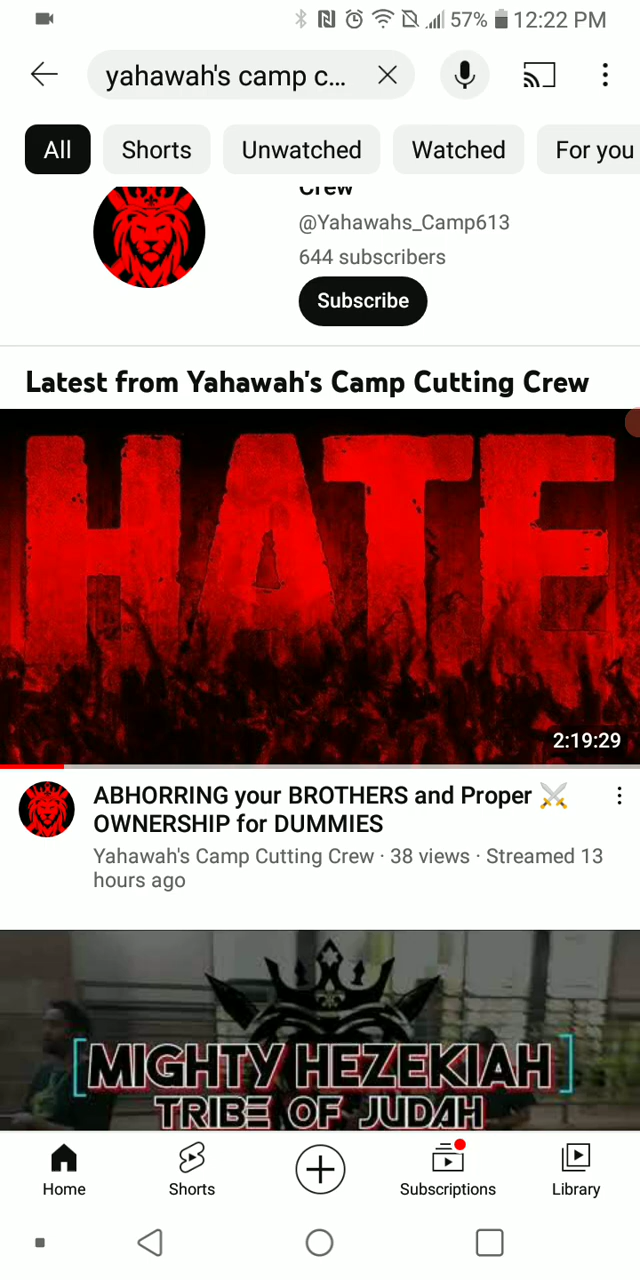 57% 12:22 PM
yahawah's camp c...
All Shorts Unwatched Watched For you
Crew
@Yahawahs_Camp613
644 subscribers
Subscribe
Latest from Yahawah's Camp Cutting Crew
HATE
2:19:29
ABHORRING your BROTHERS and Proper ⚔️
OWNERSHIP for DUMMIES
Yahawah's Camp Cutting Crew · 38 views · Streamed 13
hours ago
[MIGHTY HEZEKIAH]
TRIBE OF JUDAH
Home Shorts Subscriptions Library